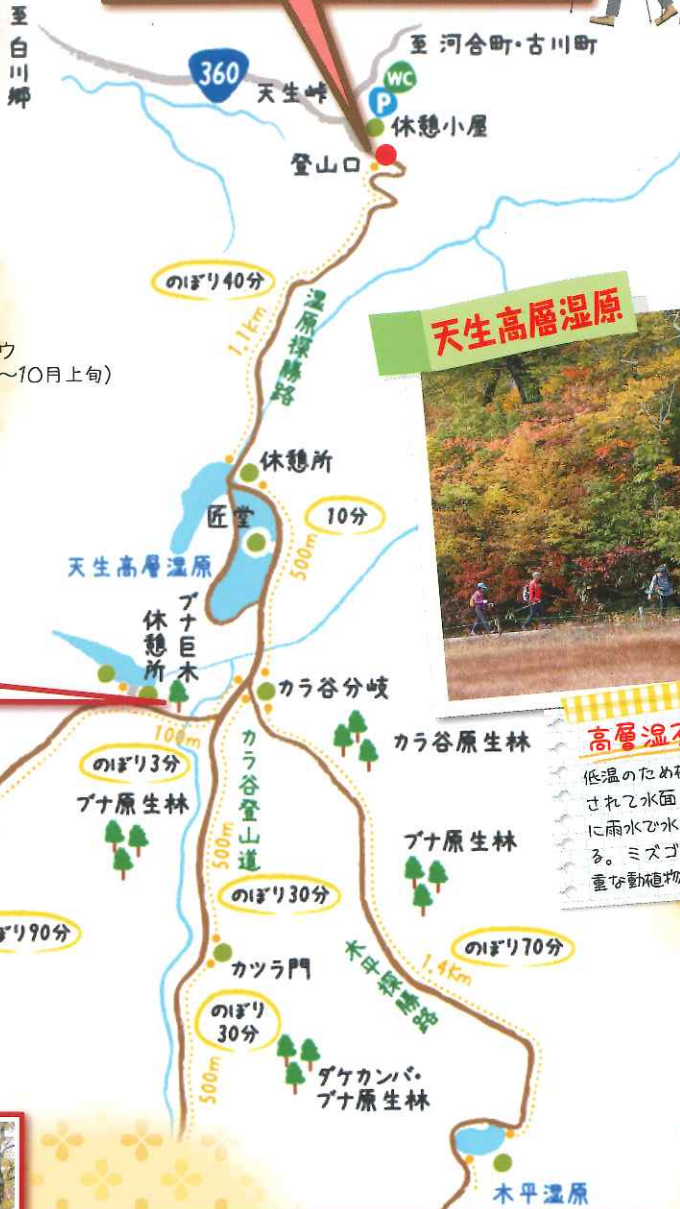 至白川郷
360
天生峠
至 河合町・古川町
WC
P
休憩小屋
登山口
のぼり40分
1.1km
湿原探勝路
〜10月上旬)
天生高層湿原
休憩所
匠堂
10分
500m
天生高層湿原
ブナ巨木
休憩所
カラ谷分岐
100m
のぼり3分
カラ谷原生林
高層湿
低温のため
されて水面
に雨水で水
る。ミズゴ
重な動植物
ブナ原生林
カラ谷登山道
500m
ブナ原生林
のぼり30分
ぼり90分
のぼり70分
1.4Km
木平探勝路
カツラ門
のぼり
30分
500m
ダケカンバ・
ブナ原生林
木平湿原